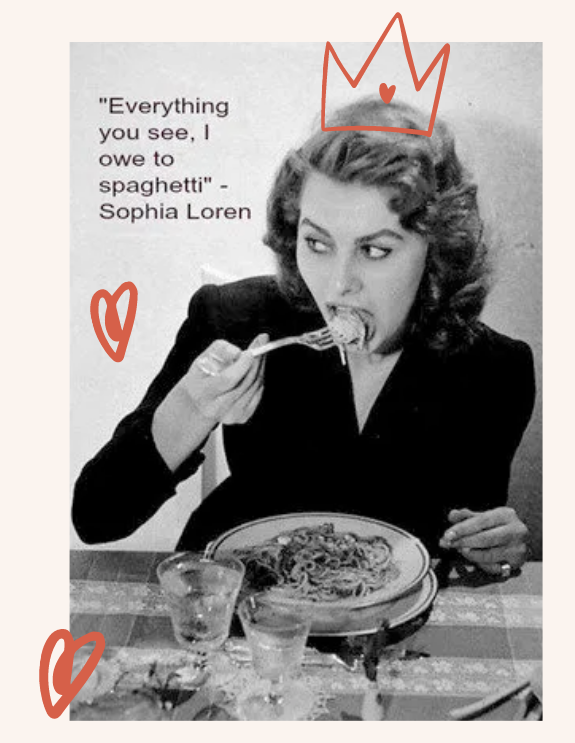 "Everything
you see, I
owe to
spaghetti" -
Sophia Loren